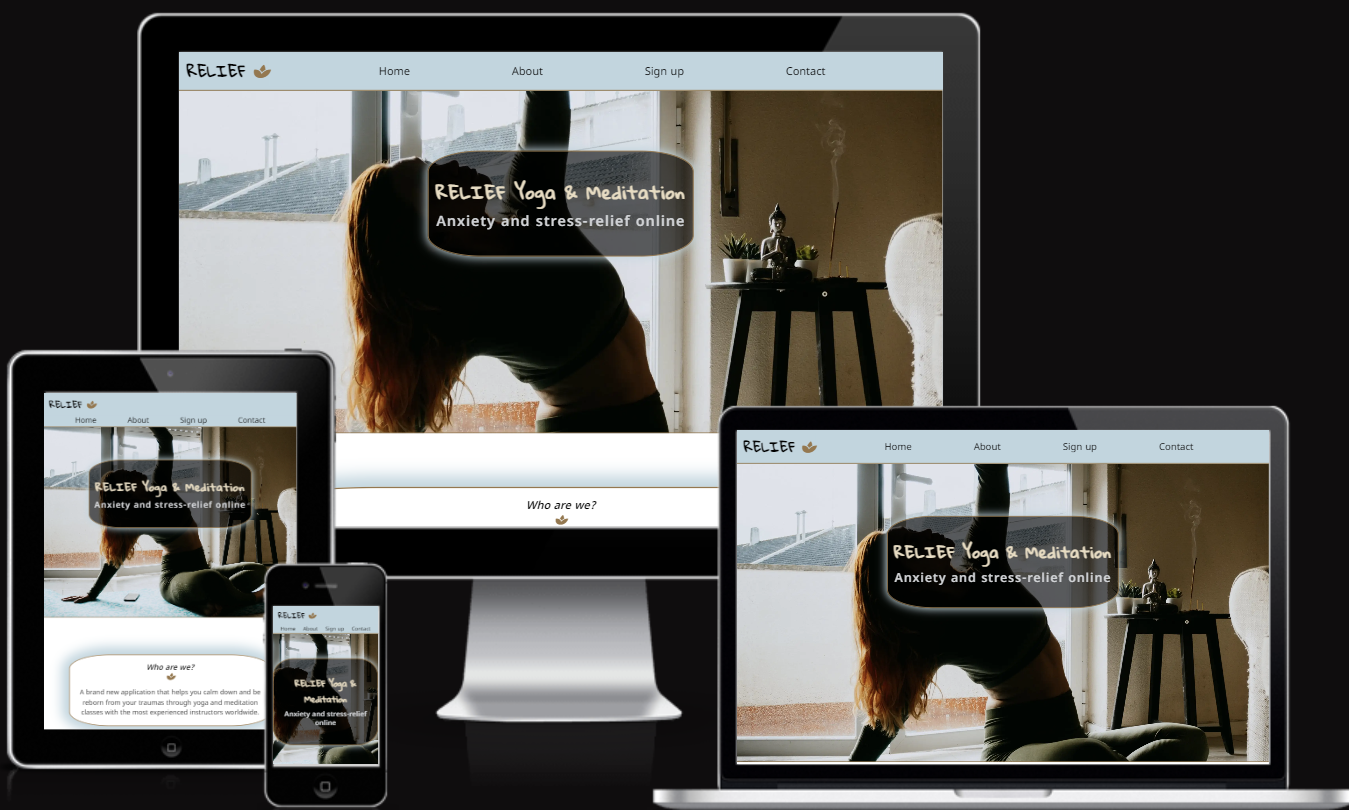 RELIEF
Home About Sign up Contact
RELIEF Yoga & Meditation
Anxiety and stress-relief online
Who are we?
RELIEF
Home About Sign up Contact
RELIEF Yoga & Meditation
Anxiety and stress-relief online
Who are we?
A brand new application that helps you calm down and be
reborn from your traumas through yoga and meditation
classes with the most experienced instructors worldwide.
RELIEF
Home About Sign up Contact
RELIEF Yoga &
Meditation
Anxiety and stress-relief
online
RELIEF
Home About Sign up Contact
RELIEF Yoga & Meditation
Anxiety and stress-relief online